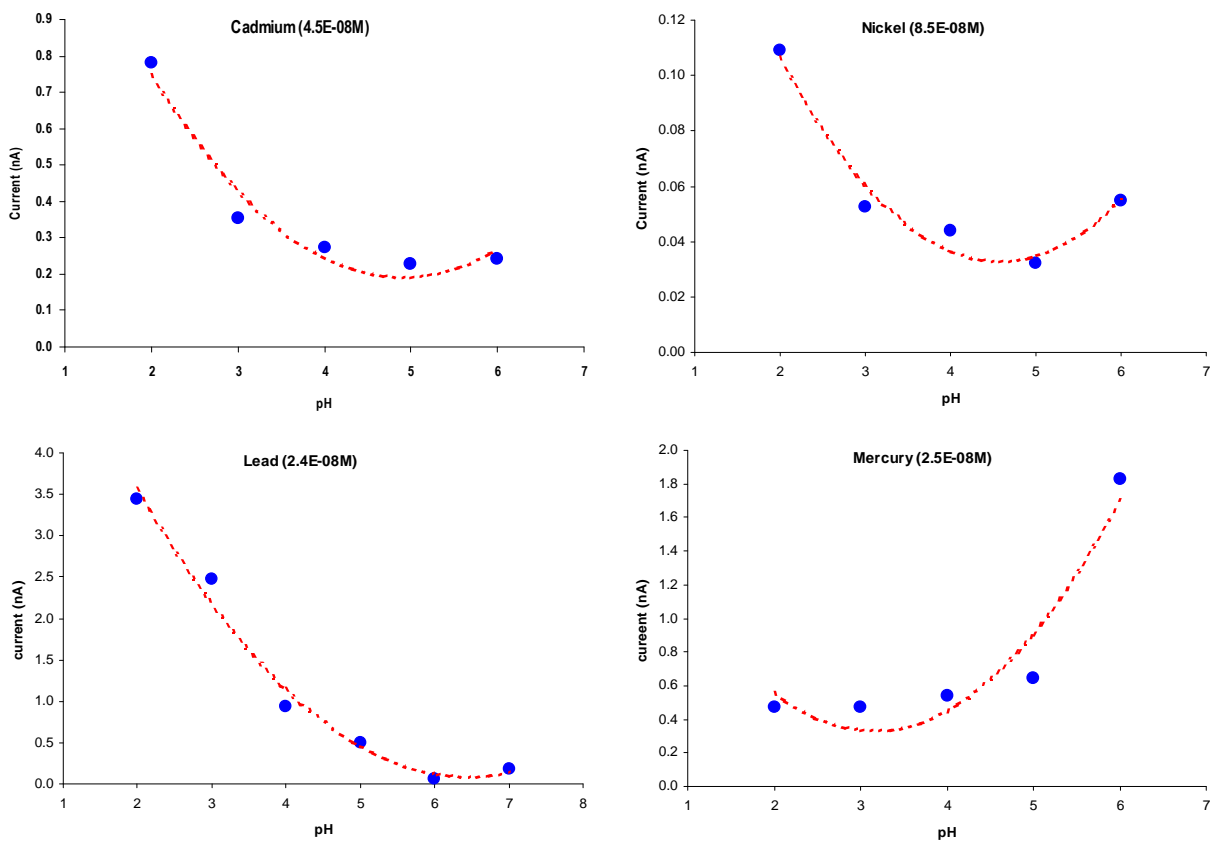 Cadmium (4.5E-08M)
0.9
0.8
0.7
0.6
0.5
0.4
0.3
0.2
0.1
0.0
Current (nA)
1 2 3 4 5 6 7
pH
Nickel (8.5E-08M)
0.12
0.10
0.08
0.06
0.04
0.02
0.00
Current (nA)
1 2 3 4 5 6 7
pH
Lead (2.4E-08M)
4.0
3.5
3.0
2.5
2.0
1.5
1.0
0.5
0.0
current (nA)
1 2 3 4 5 6 7 8
pH
Mercury (2.5E-08M)
2.0
1.8
1.6
1.4
1.2
1.0
0.8
0.6
0.4
0.2
0.0
cureent (nA)
1 2 3 4 5 6 7
pH